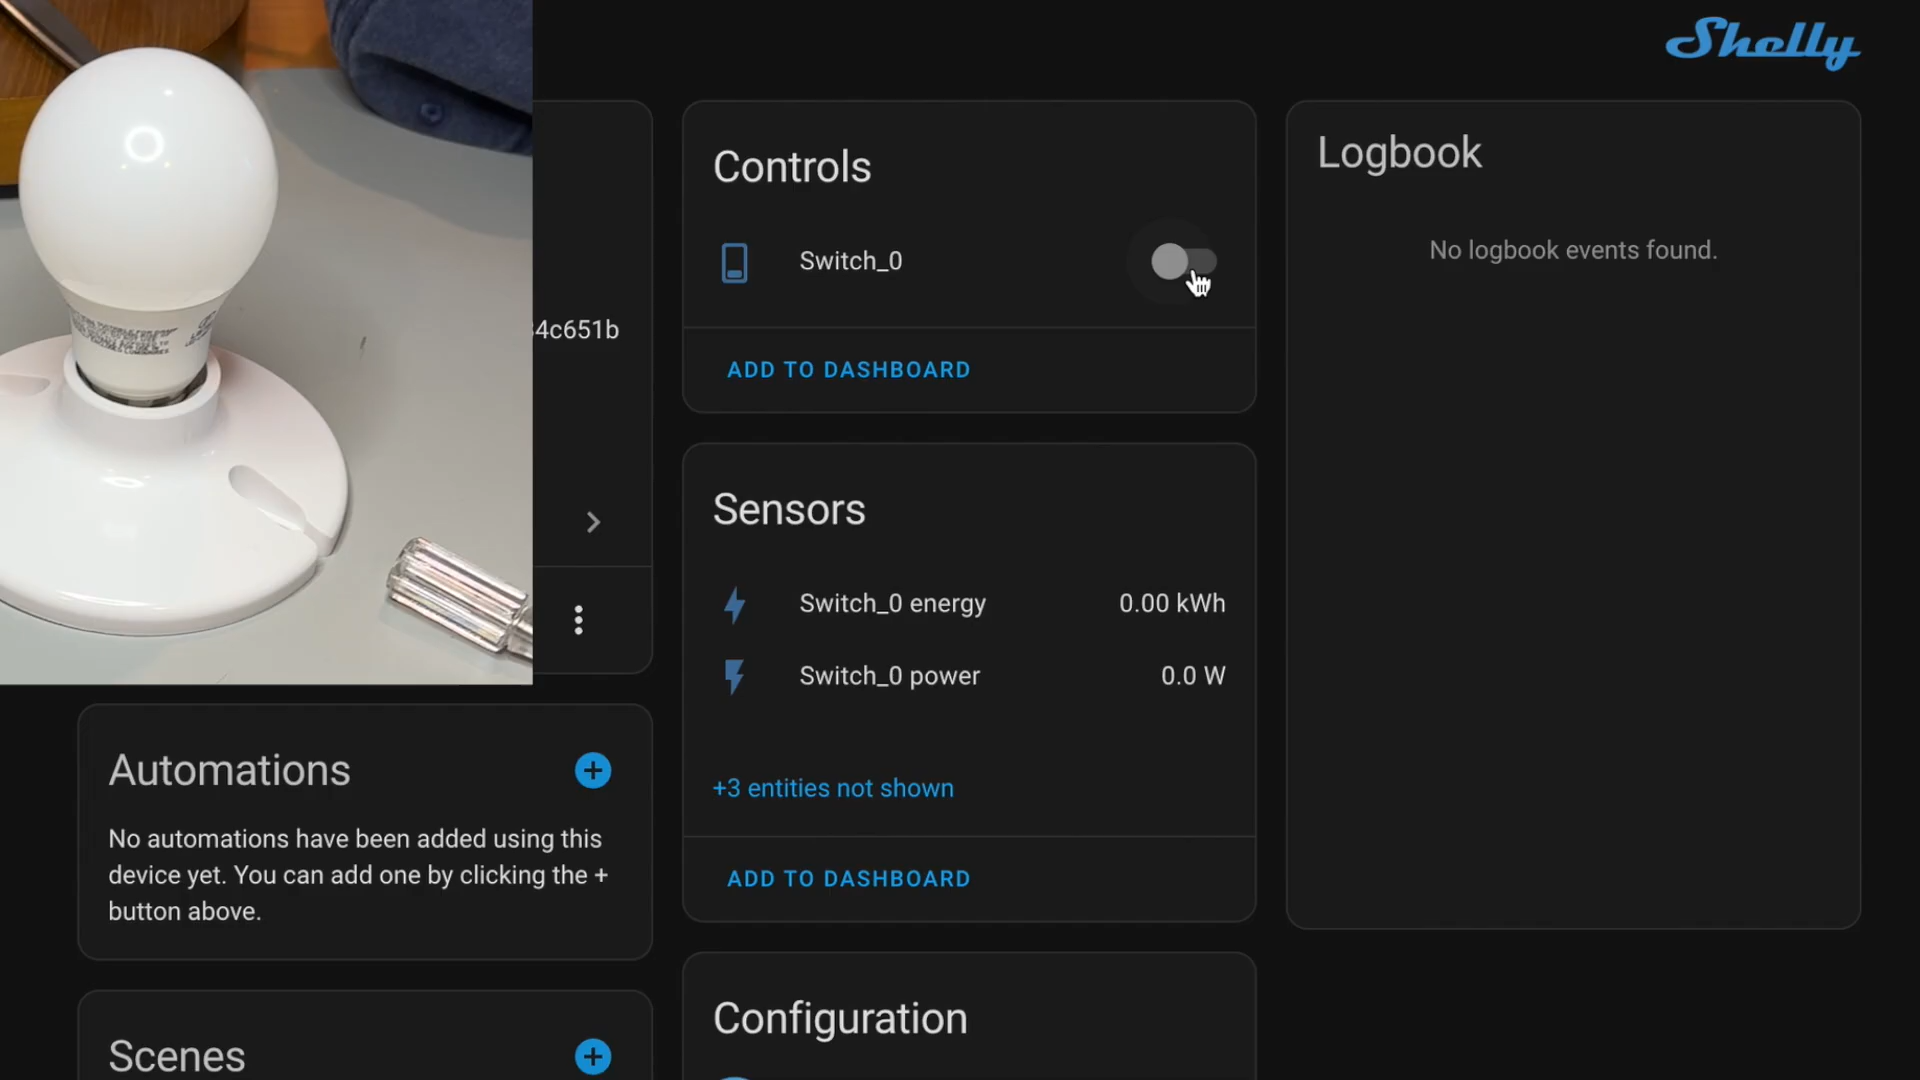 Shelly
4c651b
Controls
Switch_0
ADD TO DASHBOARD
Sensors
Switch_0 energy 0.00 kWh
Switch_0 power 0.0 W
+3 entities not shown
ADD TO DASHBOARD
Configuration
Logbook
No logbook events found.
Automations
No automations have been added using this
device yet. You can add one by clicking the +
button above.
Scenes